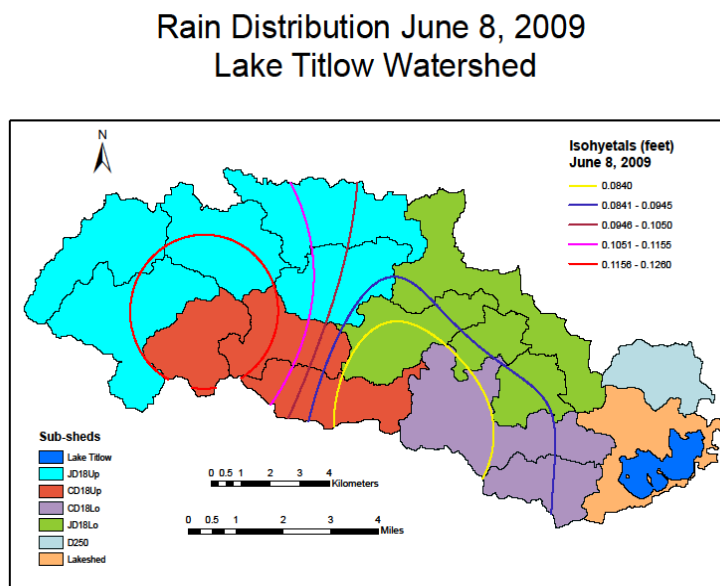 Rain Distribution June 8, 2009
Lake Titlow Watershed
N
Isohyetals (feet)
June 8, 2009
0.0840
0.0841 - 0.0945
0.0946 - 0.1050
0.1051 - 0.1155
0.1156 - 0.1260
Sub-sheds
Lake Titlow
JD18Up
CD18Up
CD18Lo
JD18Lo
D250
Lakeshed
0 0.5 1 2 3 4
Kilometers
0 0.5 1 2 3 4
Miles